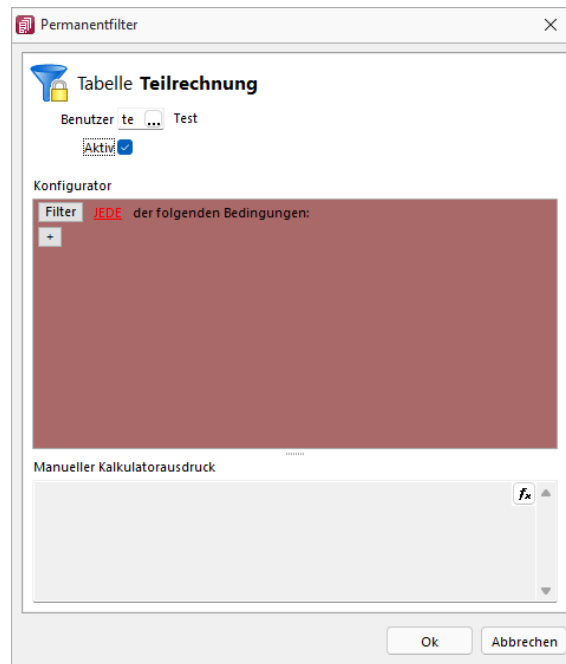 Permanentfilter
Tabelle Teilrechnung
Benutzer te ... Test
Aktiv
Konfigurator
Filter JEDE der folgenden Bedingungen:
+
Manueller Kalkulatorausdruck
fx
Ok Abbrechen